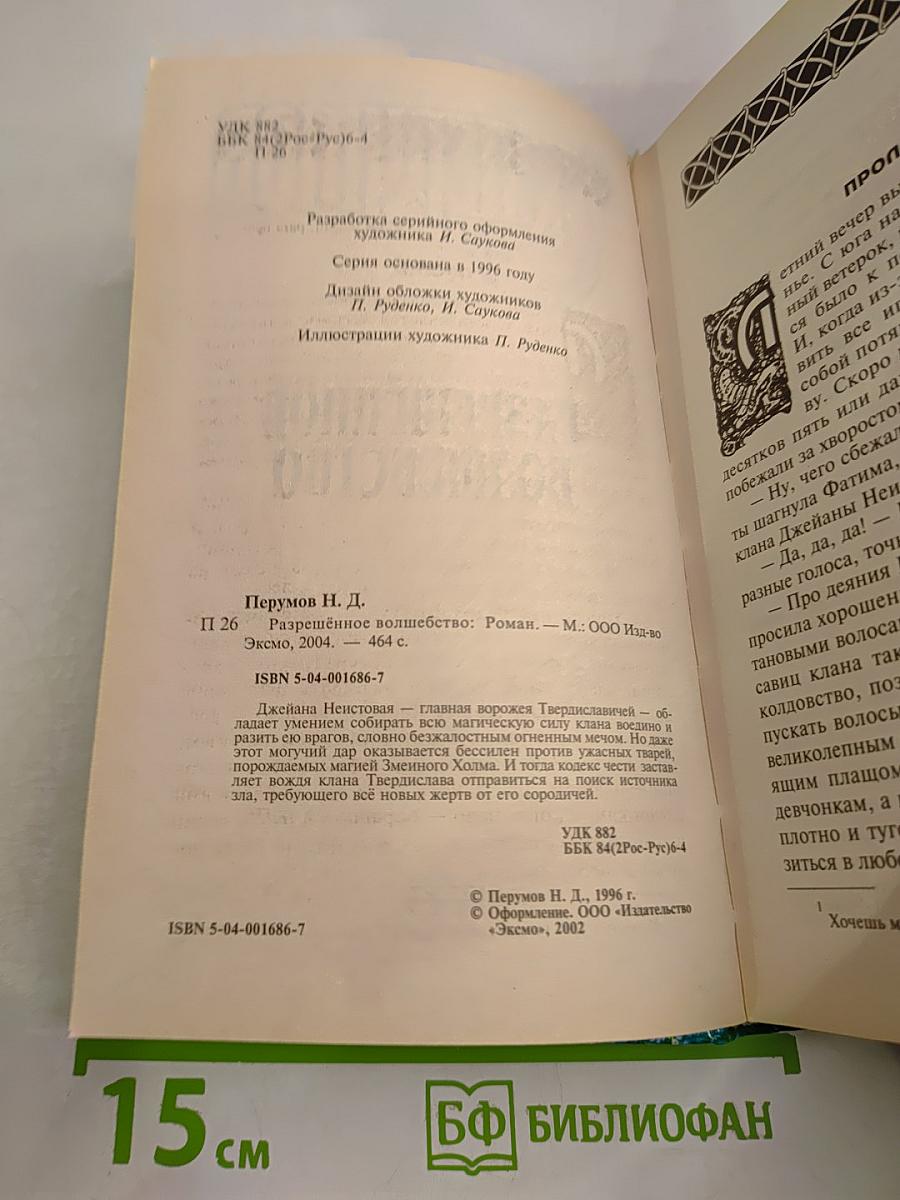 УДК 882
ББК 84(2Рос-Рус)6-4
П 26
Разработка серийного оформления
художника И. Саукова
Серия основана в 1996 году
Дизайн обложки художников
П. Руденко, И. Саукова
Иллюстрации художника П. Руденко
Перумов Н. Д.
П 26 Разрешённое волшебство: Роман. — М.: ООО Изд-во
Эксмо, 2004. — 464 с.
ISBN 5-04-001686-7
Джейана Неистовая — главная ворожея Твердиславичей — об-
ладает умением собирать всю магическую силу клана воедино и
разить ею врагов, словно безжалостным огненным мечом. Но даже
этот могучий дар оказывается бессилен против ужасных тварей,
порождаемых магией Змеиного Холма. И тогда кодекс чести застав-
ляет вождя клана Твердислава отправиться на поиск источника
зла, требующего всё новых жертв от его сородичей.
УДК 882
ББК 84(2Рос-Рус)6-4
© Перумов Н. Д., 1996 г.
© Оформление. ООО «Издательство
«Эксмо», 2002
ISBN 5-04-001686-7
ПРОЛ
етний вечер вы
нье. С юга на
ный ветерок,
ся было к п
И, когда из-
вить все иг
собой потя
ву. Скоро
десятков пять или да
побежали за хворосто
— Ну, чего сбежал
ты шагнула Фатима,
клана Джейаны Неи
— Да, да, да! —
разные голоса, точ
— Про деяния
просила хорошен
тановыми волоса
савиц клана так
колдовство, поз
пускать волосы
великолепным
ящим плащом
девчонкам, а
плотно и туго
зиться в люб
1
Хочешь м
15 см
БФ БИБЛИОФАН